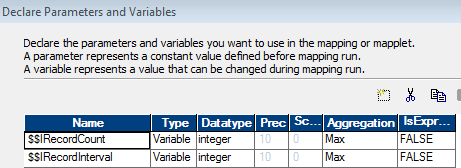 Declare Parameters and Variables
Declare the parameters and variables you want to use in the mapping or mapplet.
A parameter represents a constant value defined before mapping run.
A variable represents a value that can be changed during mapping run.
Name Type Datatype Prec Sc... Aggregation IsExpr...
$$IRecordCount Variable integer 10 0 Max FALSE
$$IRecordInterval Variable integer 10 0 Max FALSE